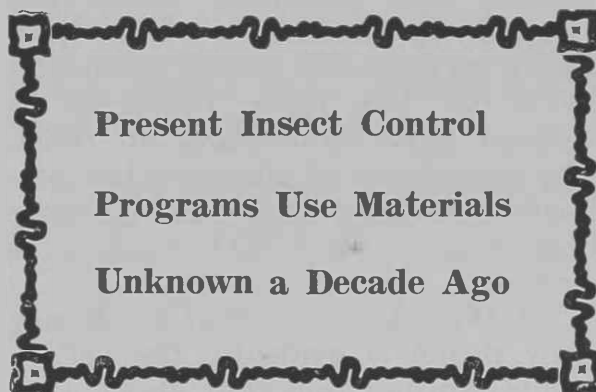 Present Insect Control
Programs Use Materials
Unknown a Decade Ago